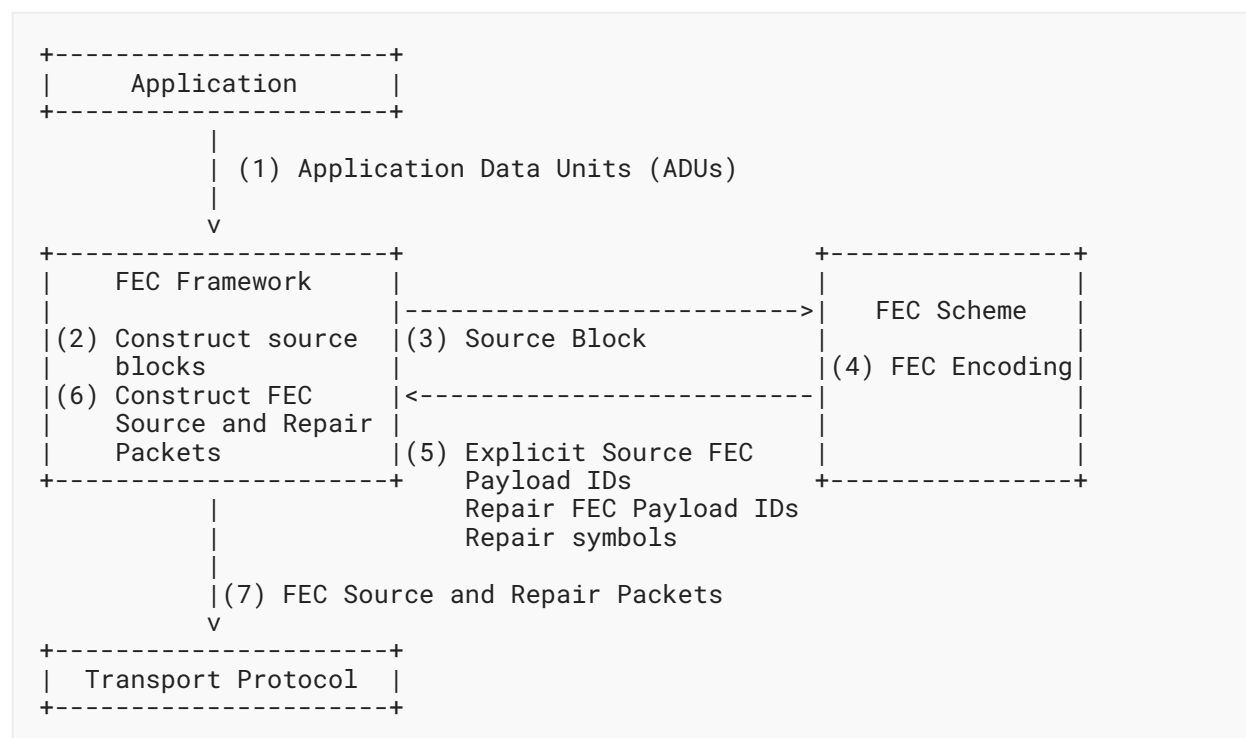 +----------------------+
|     Application      |
+----------------------+
           |
           | (1) Application Data Units (ADUs)
           |
           v
+----------------------+                           +----------------+
|    FEC Framework     |                           |                |
|                      |-------------------------->|   FEC Scheme   |
|(2) Construct source  |(3) Source Block           |                |
|    blocks            |                           |(4) FEC Encoding|
|(6) Construct FEC     |<--------------------------|                |
|    Source and Repair |                           |                |
|    Packets           |(5) Explicit Source FEC    |                |
+----------------------+    Payload IDs            +----------------+
           |                Repair FEC Payload IDs
           |                Repair symbols
           |
           |(7) FEC Source and Repair Packets
           v
+----------------------+
|  Transport Protocol  |
+----------------------+